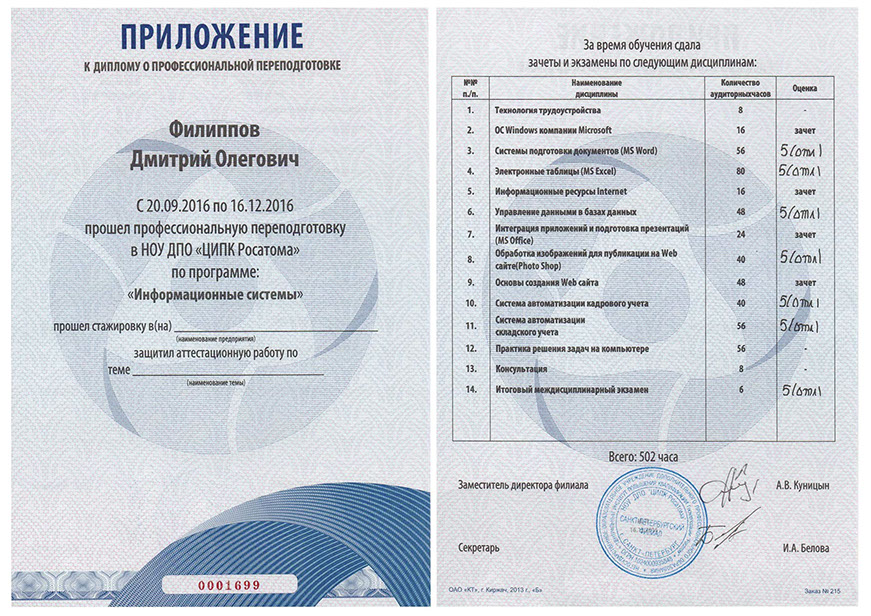 ПРИЛОЖЕНИЕ
К ДИПЛОМУ О ПРОФЕССИОНАЛЬНОЙ ПЕРЕПОДГОТОВКЕ
Филиппов
Дмитрий Олегович
С 20.09.2016 по 16.12.2016
прошел профессиональную переподготовку
в НОУ ДПО «ЦИПК Росатома»
по программе:
«Информационные системы»
прошел стажировку в(на)
(наименование предприятия)
защитил аттестационную работу по
теме
(наименование темы)
0001699
За время обучения сдала
зачеты и экзамены по следующим дисциплинам:
№№ п./п. Наименование дисциплины Количество аудиторныхчасов Оценка
1. Технология трудоустройства 8 -
2. ОС Windows компании Microsoft 16 зачет
3. Системы подготовки документов (MS Word) 56 5(отл)
4. Электронные таблицы (MS Excel) 80 5(отл)
5. Информационные ресурсы Internet 16 зачет
6. Управление данными в базах данных 48 5(отл)
7. Интеграция приложений и подготовка презентаций (MS Office) 24 зачет
8. Обработка изображений для публикации на Web сайте(Photo Shop) 40 5(отл)
9. Основы создания Web сайта 48 зачет
10. Система автоматизации кадрового учета 40 5(отл)
11. Система автоматизации складского учета 56 5(отл)
12. Практика решения задач на компьютере 56 -
13. Консультация 8 -
14. Итоговый междисциплинарный экзамен 6 5(отл)
Всего: 502 часа
Заместитель директора филиала А.В. Куницын
НОУ ДПО ЦИПК Росатома
САНКТ-ПЕТЕРБУРГСКИЙ
ФИЛИАЛ
САНКТ-ПЕТЕРБУРГ
Секретарь И.А. Белова
ОАО «КТ», г. Киржач, 2013 г., «Б» Заказ № 215